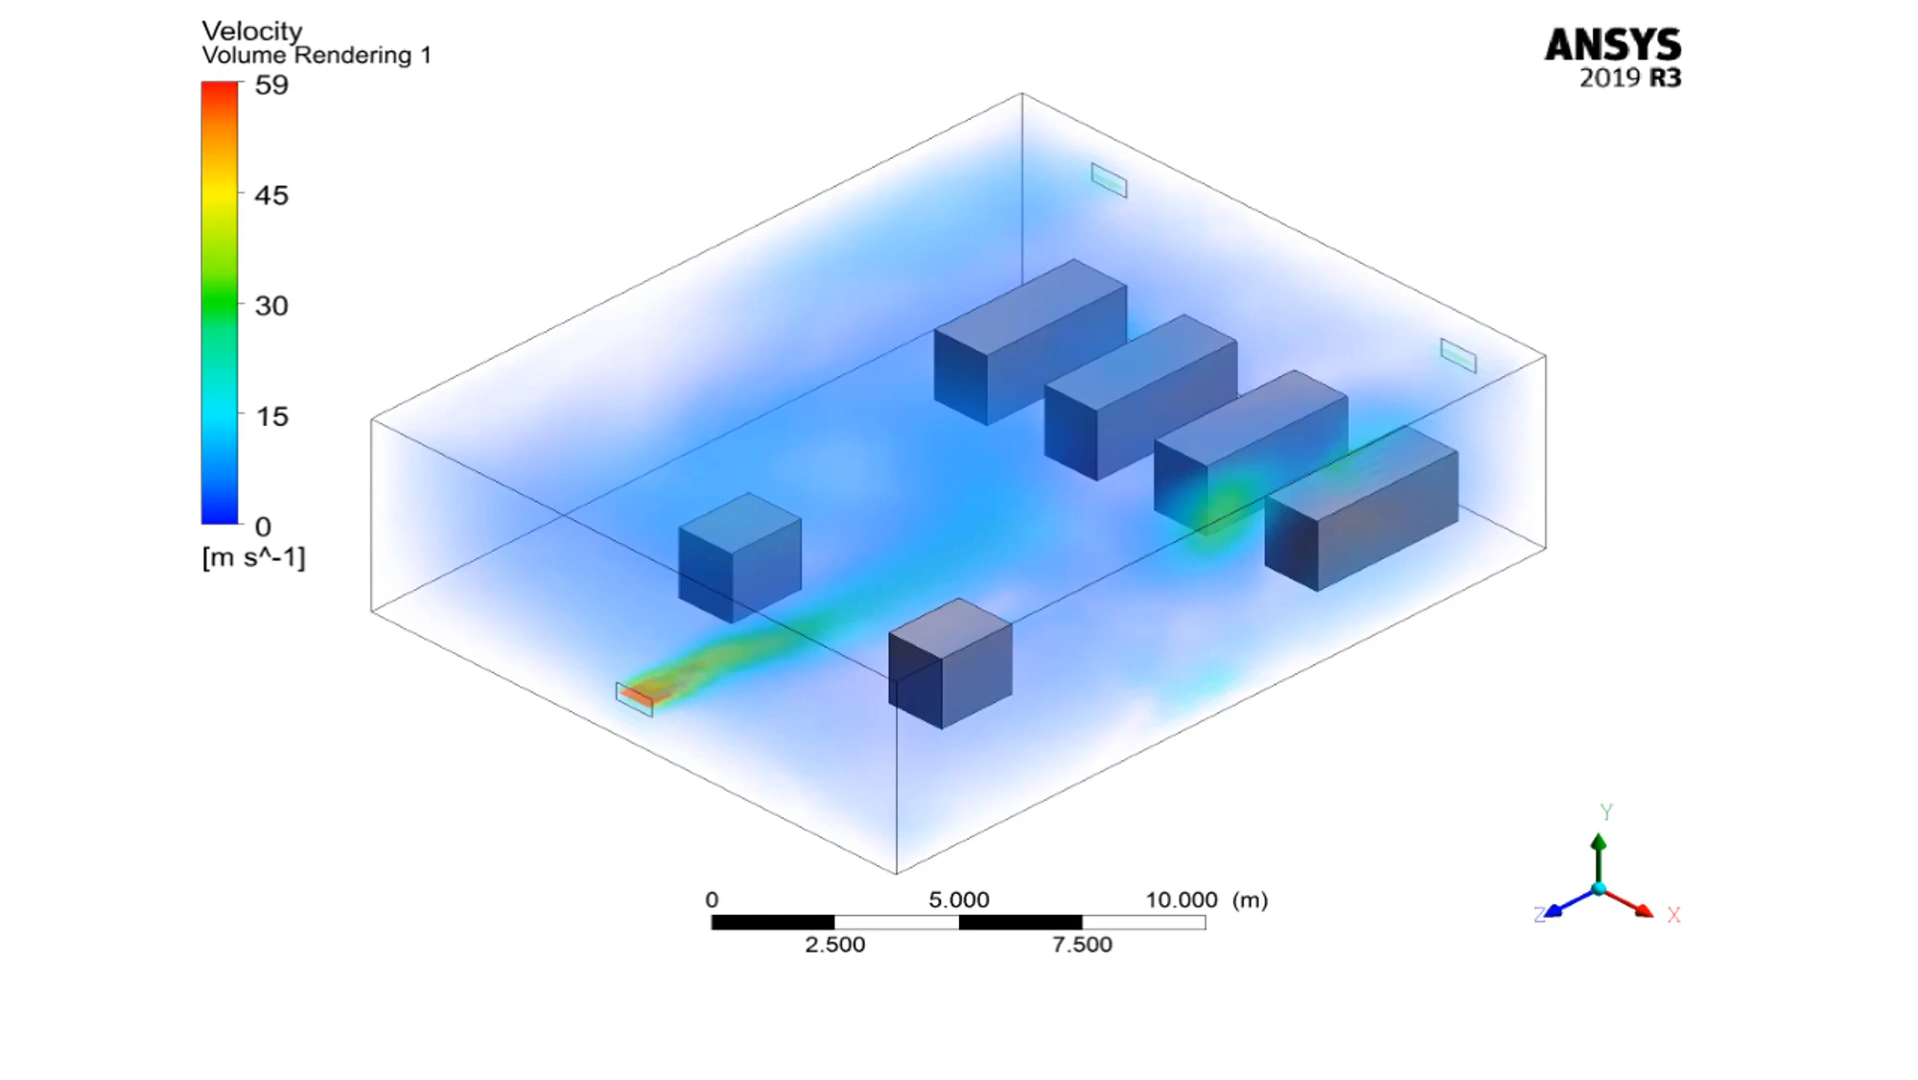 Velocity
Volume Rendering 1
59
45
30
15
0
[m s^-1]
ANSYS
2019 R3
0 5.000 10.000 (m)
2.500 7.500
Y
Z X